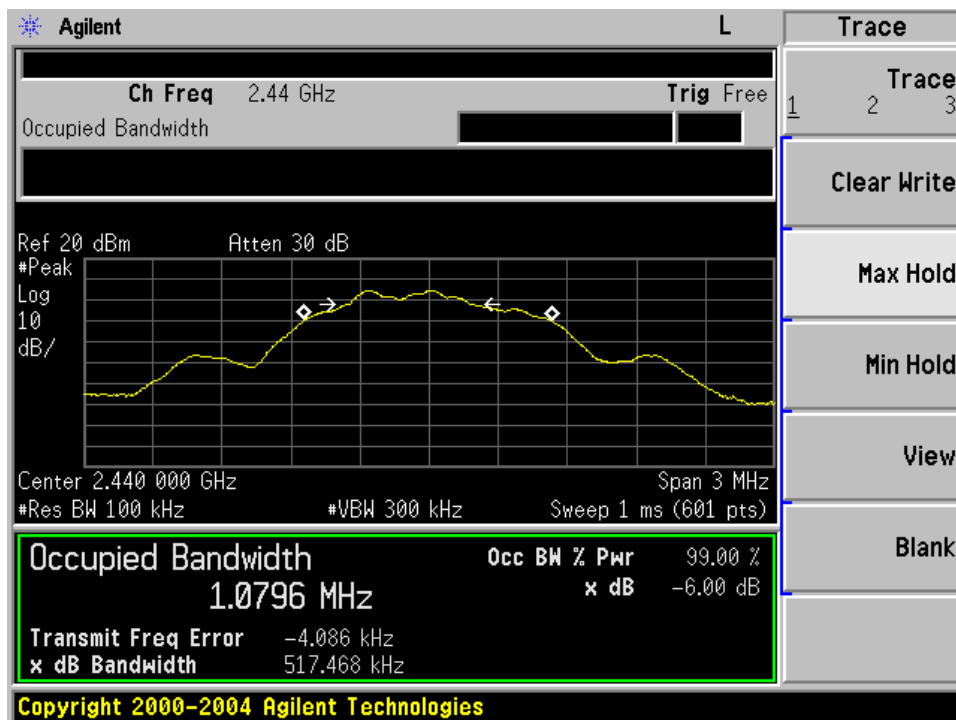 Agilent L
Trace
Ch Freq 2.44 GHz Trig Free
Occupied Bandwidth
Trace
1 2 3
Clear Write
Max Hold
Min Hold
View
Blank
Ref 20 dBm Atten 30 dB
#Peak
Log
10
dB/
Center 2.440 000 GHz Span 3 MHz
#Res BW 100 kHz #VBW 300 kHz Sweep 1 ms (601 pts)
Occupied Bandwidth
1.0796 MHz
Occ BW % Pwr 99.00 %
x dB -6.00 dB
Transmit Freq Error -4.086 kHz
x dB Bandwidth 517.468 kHz
Copyright 2000-2004 Agilent Technologies